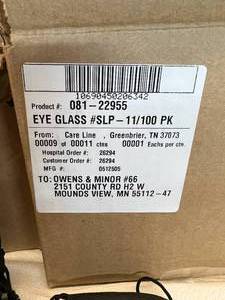 10690450206342
Product #: 081-22955
EYE GLASS #SLP-11/100 PK
From: Care Line , Greenbrier, TN 37073
00009 of 00011 ctns 00001 Eachs per ctn.
Hospital Order #: 26294
Customer Order #: 26294
MFG #: 0512505
TO: OWENS & MINOR #66
2151 COUNTY RD H2 W
MOUNDS VIEW, MN 55112-47